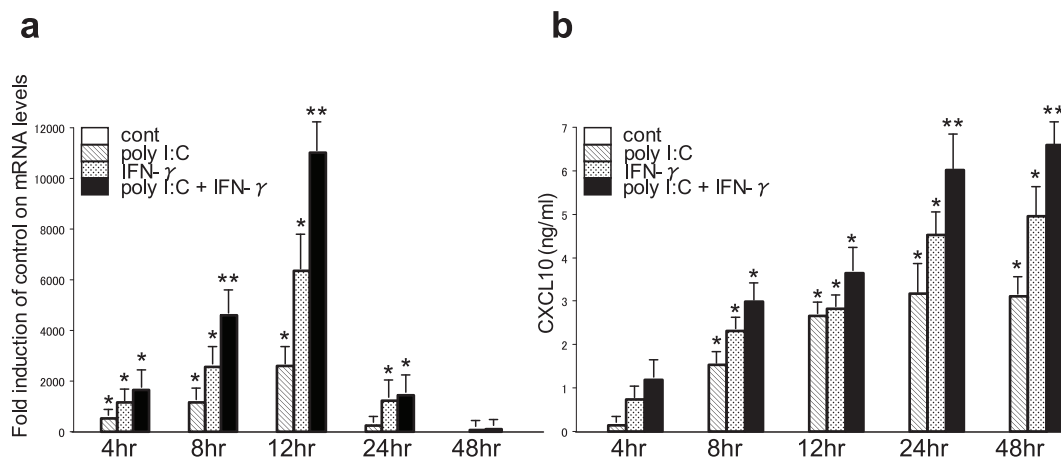 a
Fold induction of control on mRNA levels
12000
10000
8000
6000
4000
2000
0
cont
poly I:C
IFN-γ
poly I:C + IFN-γ
* * *
* * **
* * **
* *
4hr 8hr 12hr 24hr 48hr
b
CXCL10 (ng/ml)
7
6
5
4
3
2
1
0
cont
poly I:C
IFN-γ
poly I:C + IFN-γ
* * *
* * *
* * **
* * **
4hr 8hr 12hr 24hr 48hr